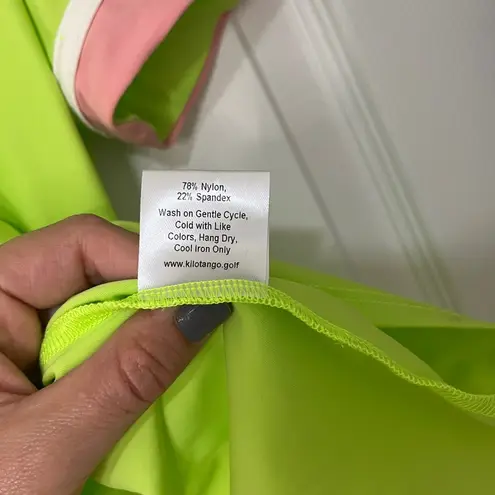 78% Nylon,
22% Spandex
Wash on Gentle Cycle,
Cold with Like
Colors, Hang Dry,
Cool Iron Only
www.kilotango.golf